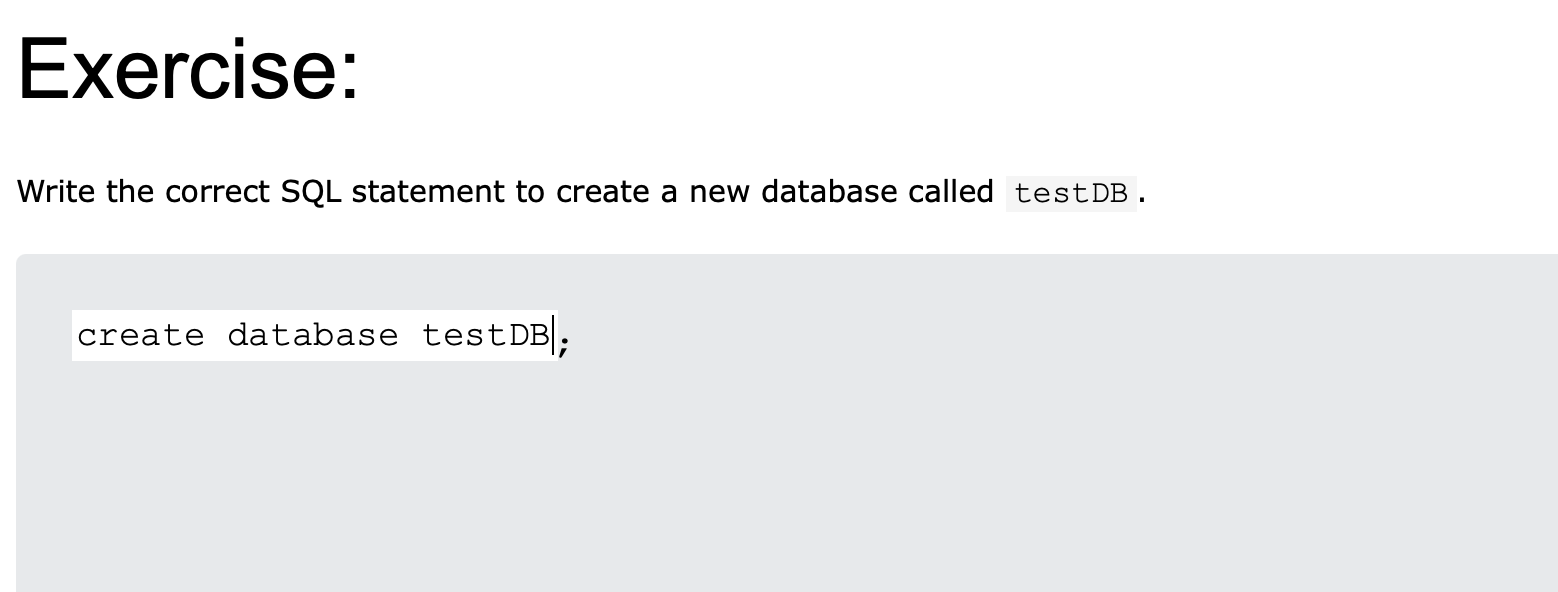 Exercise:
Write the correct SQL statement to create a new database called testDB.
create database testDB;